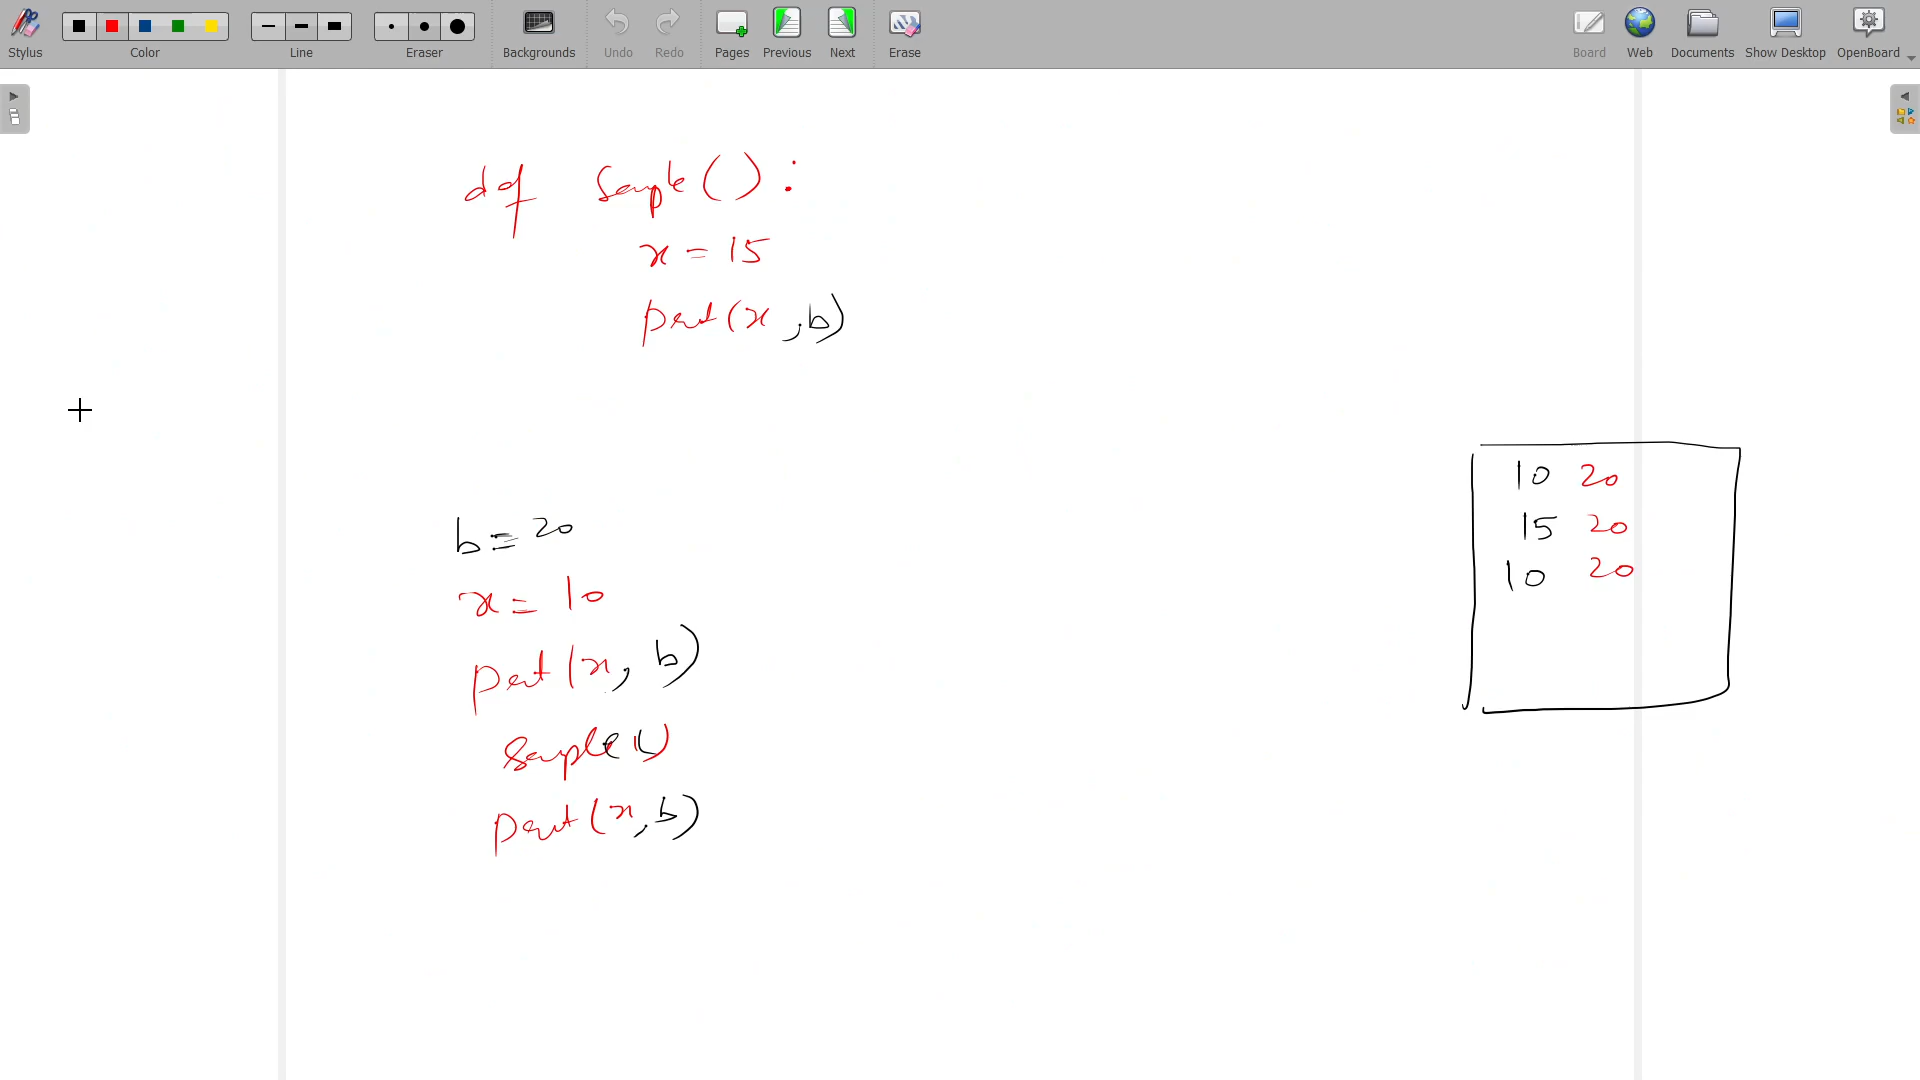 Stylus Color Line Eraser Backgrounds Undo Redo Pages Previous Next Erase Board Web Documents Show Desktop OpenBoard
def Sample():
x = 15
print(x,b)
b = 20
x = 10
print(x, b)
Sample()
print(x,b)
10 20
15 20
10 20